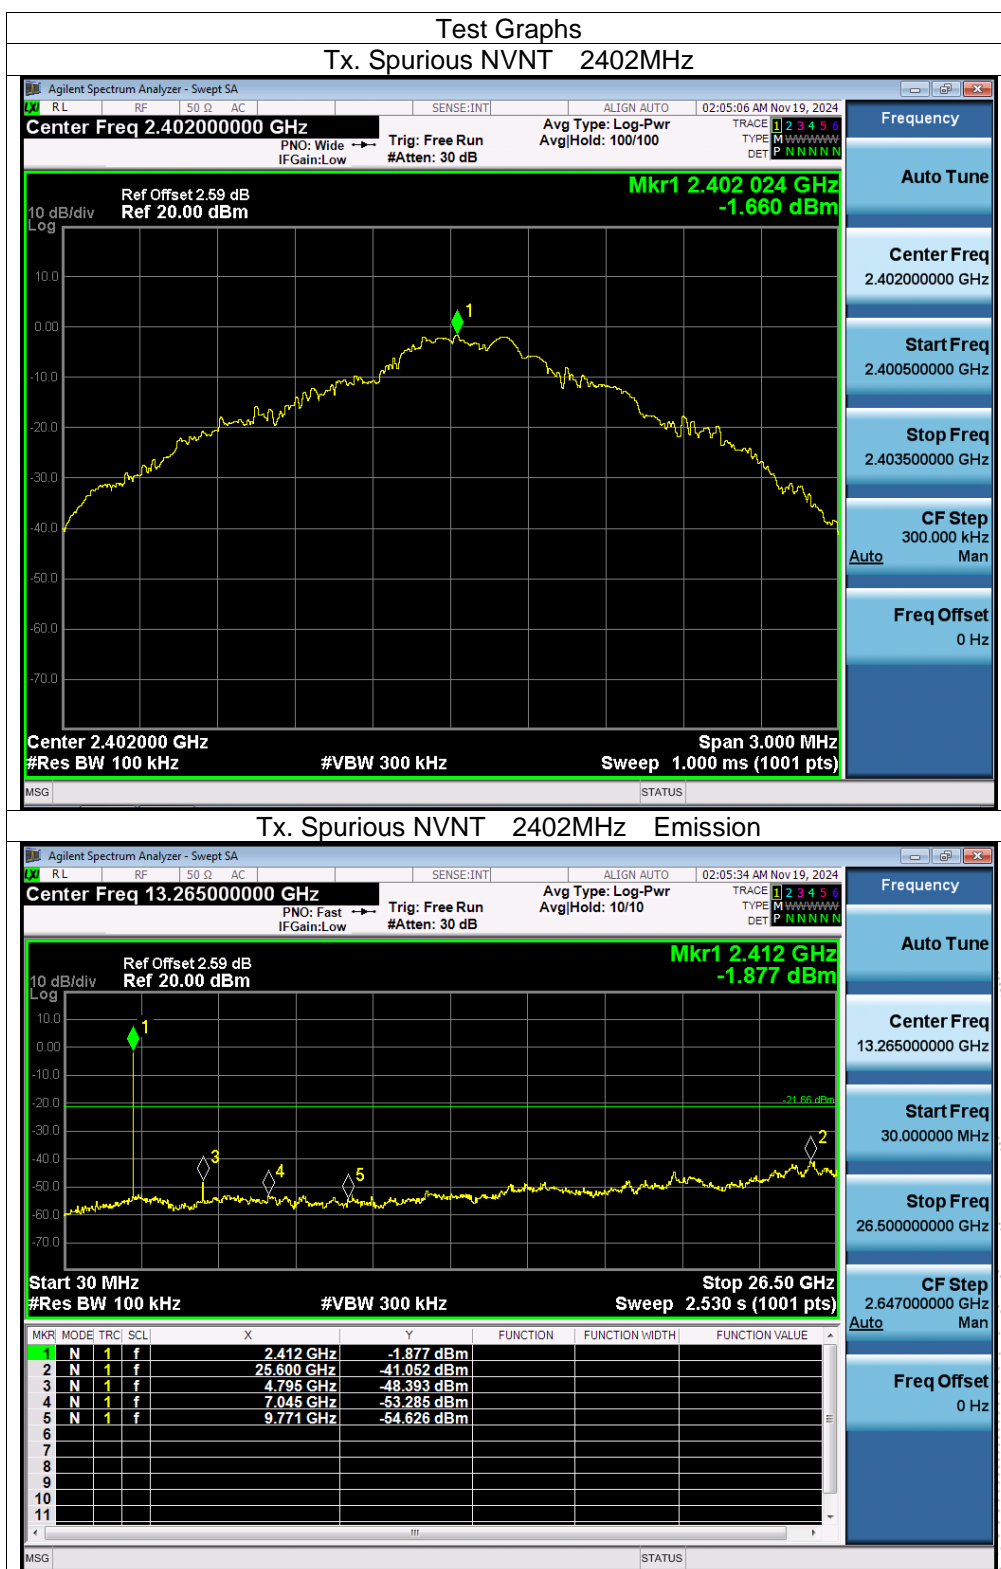 Test Graphs
Tx. Spurious NVNT 2402MHz
Agilent Spectrum Analyzer - Swept SA
LXI RL RF 50 Ω AC SENSE:INT ALIGN AUTO 02:05:06 AM Nov 19, 2024
Center Freq 2.402000000 GHz
PNO: Wide
IFGain:Low
Trig: Free Run
#Atten: 30 dB
Avg Type: Log-Pwr
Avg|Hold: 100/100
TRACE 1 2 3 4 5 6
TYPE M WWWWW
DET P N N N N N
Mkr1 2.402 024 GHz
-1.660 dBm
Ref Offset 2.59 dB
10 dB/div Ref 20.00 dBm
Log
10.0
0.00
-10.0
-20.0
-30.0
-40.0
-50.0
-60.0
-70.0
1
Center 2.402000 GHz Span 3.000 MHz
#Res BW 100 kHz #VBW 300 kHz Sweep 1.000 ms (1001 pts)
MSG STATUS
Frequency
Auto Tune
Center Freq
2.402000000 GHz
Start Freq
2.400500000 GHz
Stop Freq
2.403500000 GHz
CF Step
300.000 kHz
Auto Man
Freq Offset
0 Hz
Tx. Spurious NVNT 2402MHz Emission
Agilent Spectrum Analyzer - Swept SA
LXI RL RF 50 Ω AC SENSE:INT ALIGN AUTO 02:05:34 AM Nov 19, 2024
Center Freq 13.265000000 GHz
PNO: Fast
IFGain:Low
Trig: Free Run
#Atten: 30 dB
Avg Type: Log-Pwr
Avg|Hold: 10/10
TRACE 1 2 3 4 5 6
TYPE M WWWWW
DET P N N N N N
Mkr1 2.412 GHz
-1.877 dBm
Ref Offset 2.59 dB
10 dB/div Ref 20.00 dBm
Log
10.0
0.00
-10.0
-20.0
-30.0
-40.0
-50.0
-60.0
-70.0
1
-21.66 dBm
2
3
4
5
Start 30 MHz Stop 26.50 GHz
#Res BW 100 kHz #VBW 300 kHz Sweep 2.530 s (1001 pts)
MKR MODE TRC SCL X Y FUNCTION FUNCTION WIDTH FUNCTION VALUE
1 N 1 f 2.412 GHz -1.877 dBm
2 N 1 f 25.600 GHz -41.052 dBm
3 N 1 f 4.795 GHz -48.393 dBm
4 N 1 f 7.045 GHz -53.285 dBm
5 N 1 f 9.771 GHz -54.626 dBm
6
7
8
9
10
11
MSG STATUS
Frequency
Auto Tune
Center Freq
13.265000000 GHz
Start Freq
30.000000 MHz
Stop Freq
26.500000000 GHz
CF Step
2.647000000 GHz
Auto Man
Freq Offset
0 Hz